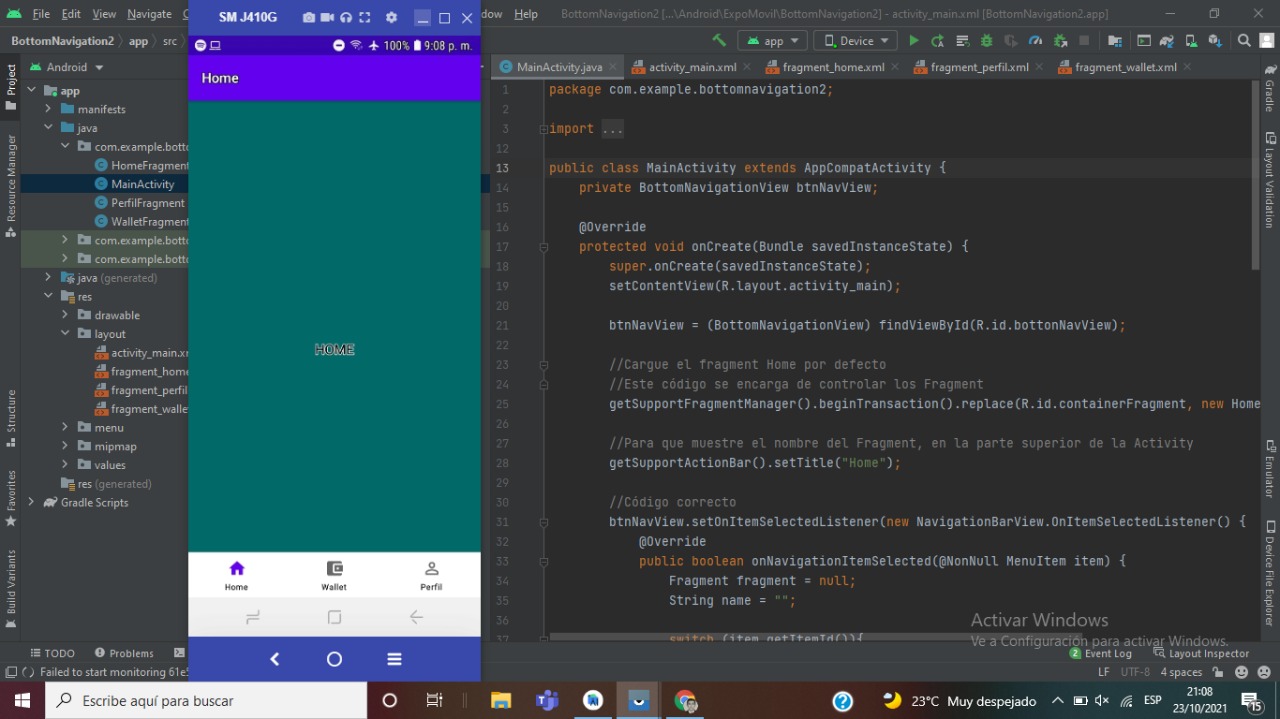 File Edit View Navigate
SM J410G
dow Help BottomNavigation2 [...\Android\ExpoMovil\BottomNavigation2] - activity_main.xml [BottomNavigation2.app]
BottomNavigation2 app src
app
Device
100% 9:08 p. m.
Android
MainActivity.java
activity_main.xml
fragment_home.xml
fragment_perfil.xml
fragment_wallet.xml
Project
Resource Manager
Structure
Favorites
Build Variants
app
manifests
java
com.example.botto
HomeFragment
MainActivity
PerfilFragment
WalletFragment
com.example.botto
com.example.botto
java (generated)
res
drawable
layout
activity_main.xm
fragment_home
fragment_perfil
fragment_walle
menu
mipmap
values
res (generated)
Gradle Scripts
Home
HOME
Home Wallet Perfil
1 package com.example.bottomnavigation2;
2
3 import ...
12
13 public class MainActivity extends AppCompatActivity {
14 private BottomNavigationView btnNavView;
15
16 @Override
17 protected void onCreate(Bundle savedInstanceState) {
18 super.onCreate(savedInstanceState);
19 setContentView(R.layout.activity_main);
20
21 btnNavView = (BottomNavigationView) findViewById(R.id.bottonNavView);
22
23 //Cargue el fragment Home por defecto
24 //Este código se encarga de controlar los Fragment
25 getSupportFragmentManager().beginTransaction().replace(R.id.containerFragment, new Home
26
27 //Para que muestre el nombre del Fragment, en la parte superior de la Activity
28 getSupportActionBar().setTitle("Home");
29
30 //Código correcto
31 btnNavView.setOnItemSelectedListener(new NavigationBarView.OnItemSelectedListener() {
32 @Override
33 public boolean onNavigationItemSelected(@NonNull MenuItem item) {
34 Fragment fragment = null;
35 String name = "";
36
37 switch (item.getItemId()){
Gradle
Layout Validation
Emulator
Device File Explorer
Activar Windows
Ve a Configuración para activar Windows.
TODO Problems
2 Event Log Layout Inspector
Failed to start monitoring 61e5
LF UTF-8 4 spaces
Escribe aquí para buscar
23°C Muy despejado
ESP
21:08
23/10/2021
15